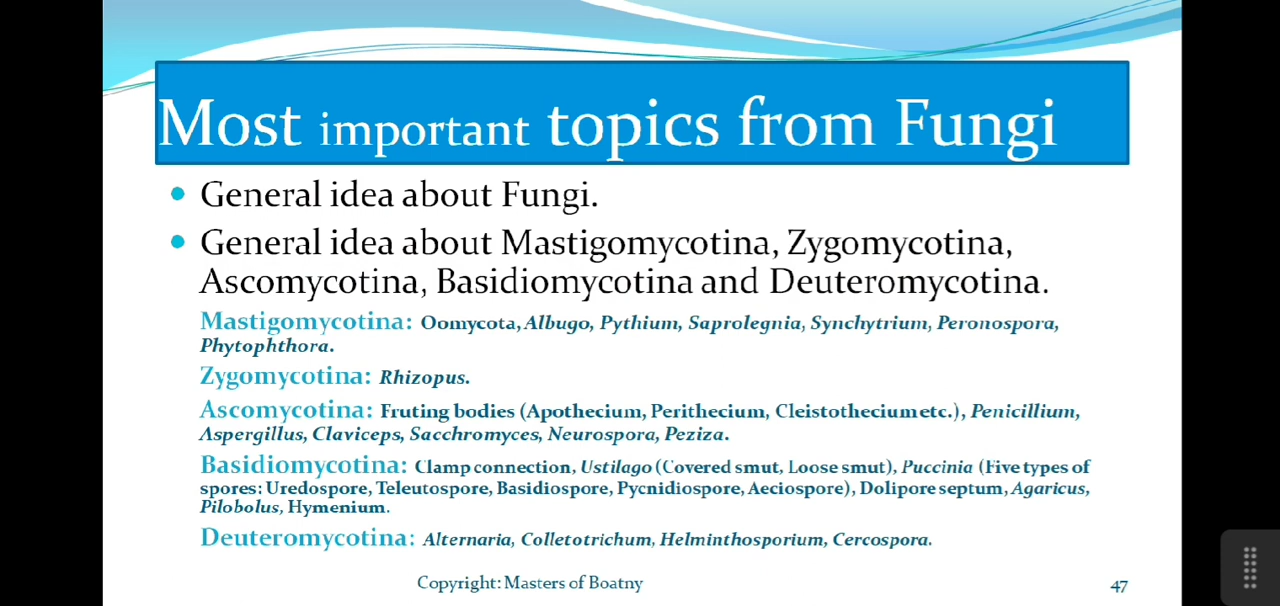 Most important topics from Fungi
General idea about Fungi.
General idea about Mastigomycotina, Zygomycotina,
Ascomycotina, Basidiomycotina and Deuteromycotina.
Mastigomycotina: Oomycota, Albugo, Pythium, Saprolegnia, Synchytrium, Peronospora,
Phytophthora.
Zygomycotina: Rhizopus.
Ascomycotina: Fruting bodies (Apothecium, Perithecium, Cleistothecium etc.), Penicillium,
Aspergillus, Claviceps, Sacchromyces, Neurospora, Peziza.
Basidiomycotina: Clamp connection, Ustilago (Covered smut, Loose smut), Puccinia (Five types of
spores: Uredospore, Teleutospore, Basidiospore, Pycnidiospore, Aeciospore), Dolipore septum, Agaricus,
Pilobolus, Hymenium.
Deuteromycotina: Alternaria, Colletotrichum, Helminthosporium, Cercospora.
Copyright: Masters of Boatny
47